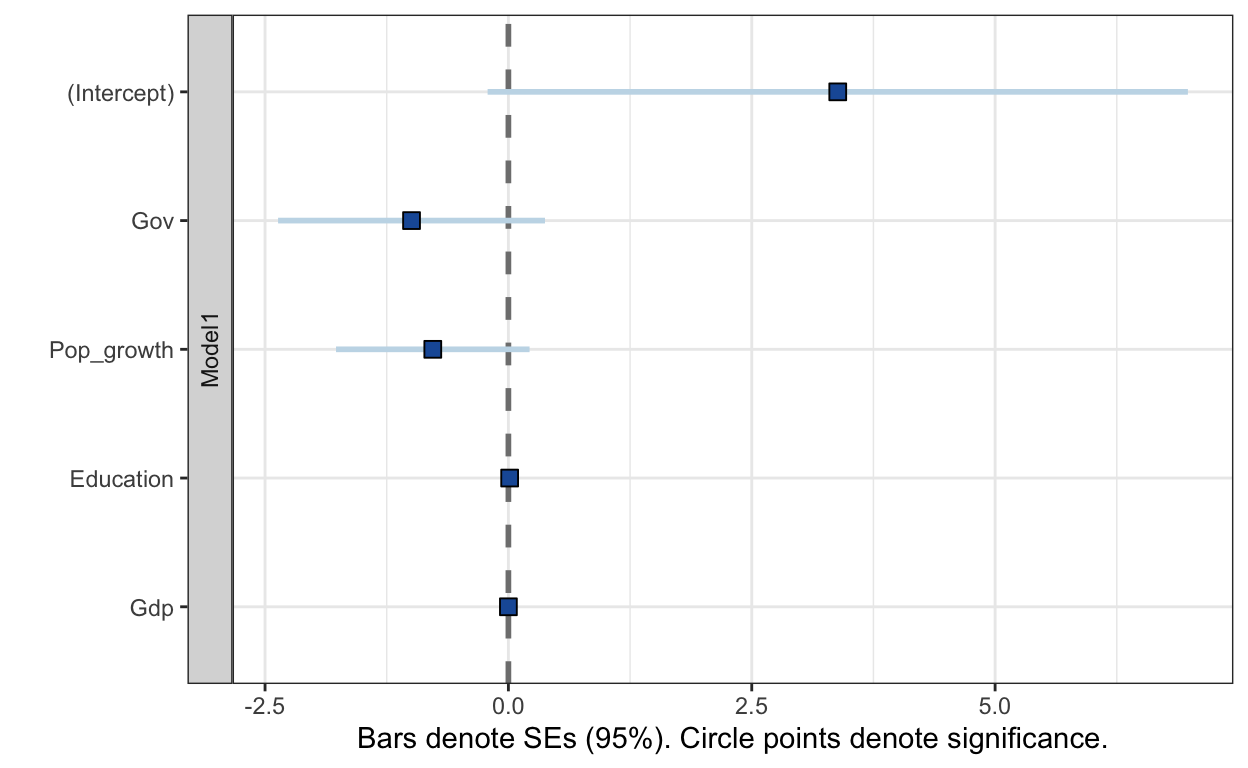 (Intercept)
Gov
Pop_growth
Education
Gdp
Model1
-2.5
0.0
2.5
5.0
Bars denote SEs (95%). Circle points denote significance.